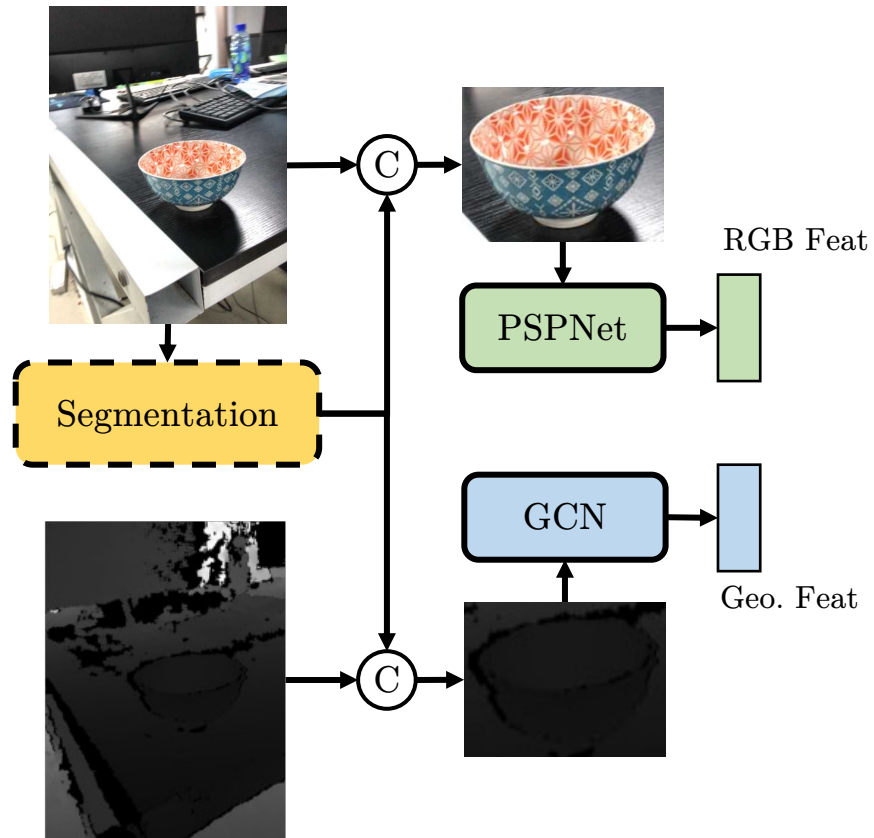 C
RGB Feat
PSPNet
Segmentation
GCN
Geo. Feat
C